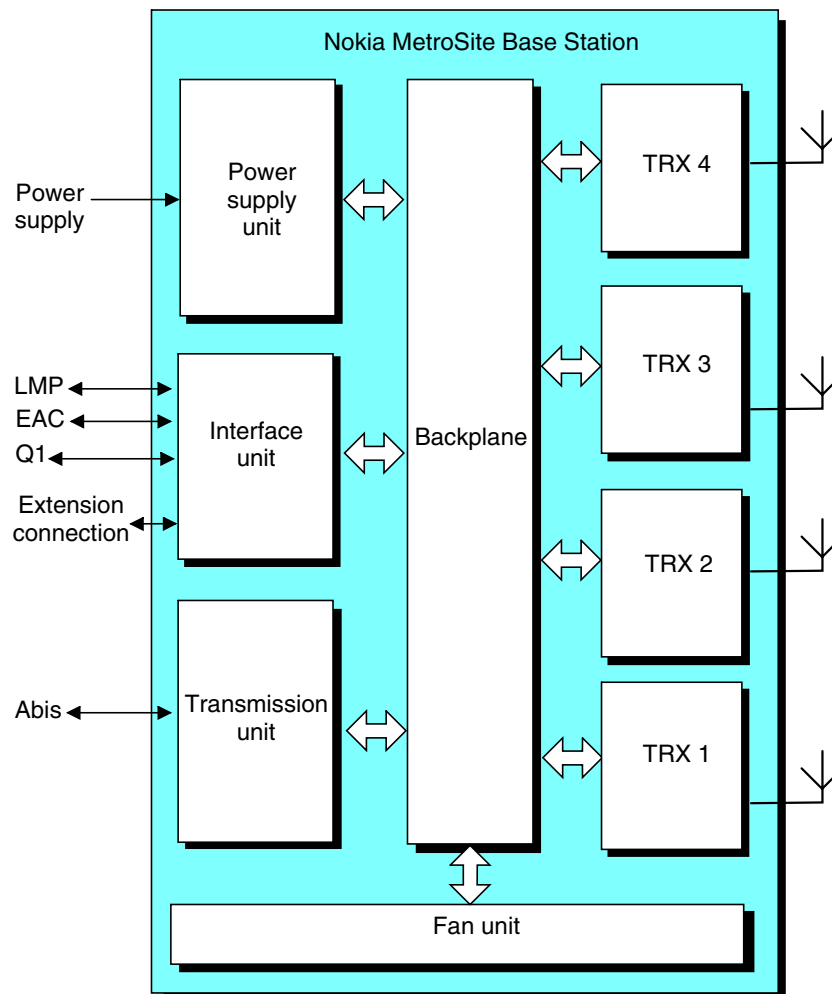 Nokia MetroSite Base Station
Power
supply
Power
supply
unit
TRX 4
LMP
EAC
Q1
Extension
connection
Interface
unit
Backplane
TRX 3
TRX 2
Abis
Transmission
unit
TRX 1
Fan unit